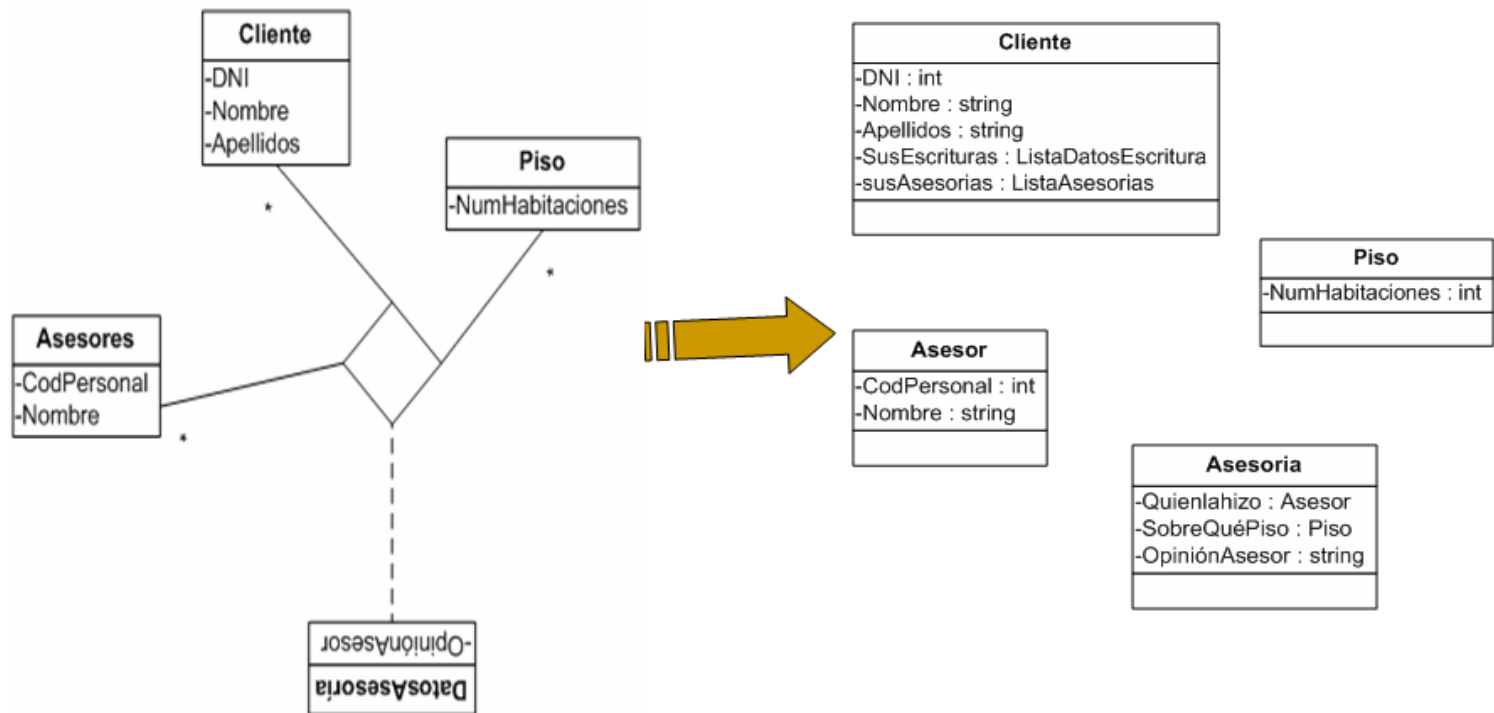 Cliente
-DNI
-Nombre
-Apellidos
*
Piso
-NumHabitaciones
*
Asesores
-CodPersonal
-Nombre
*
-OpiniónAsesor
DatosAsesoría
Cliente
-DNI : int
-Nombre : string
-Apellidos : string
-SusEscrituras : ListaDatosEscritura
-susAsesorias : ListaAsesorias
Piso
-NumHabitaciones : int
Asesor
-CodPersonal : int
-Nombre : string
Asesoria
-Quienlahizo : Asesor
-SobreQuéPiso : Piso
-OpiniónAsesor : string